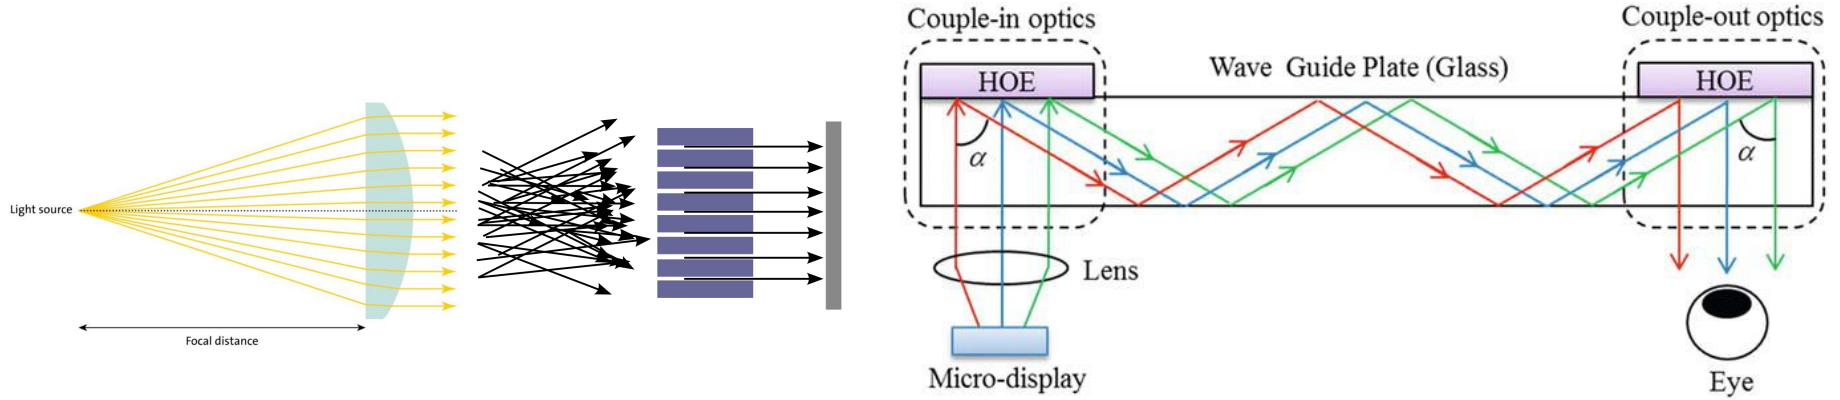 Light source
Focal distance
Couple-in optics
Couple-out optics
Wave Guide Plate (Glass)
HOE
HOE
α
α
Lens
Micro-display
Eye